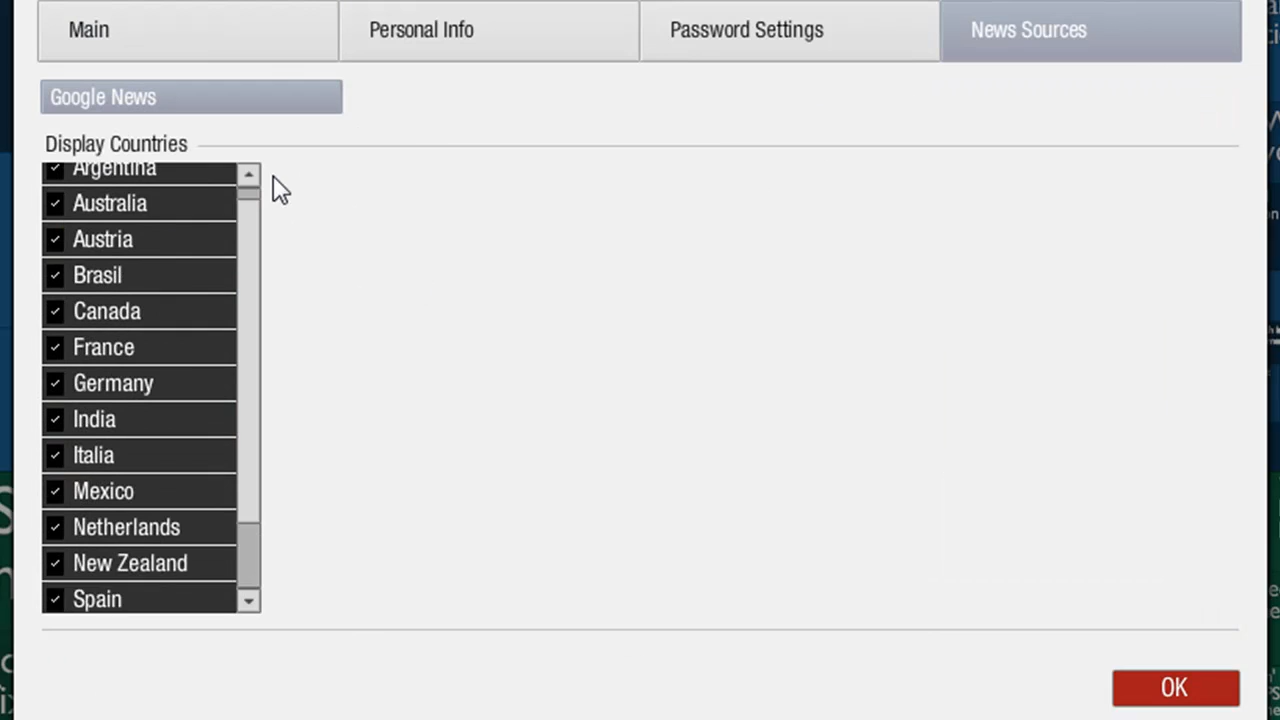 Main
Personal Info
Password Settings
News Sources
Google News
Display Countries
Argentina
Australia
Austria
Brasil
Canada
France
Germany
India
Italia
Mexico
Netherlands
New Zealand
Spain
OK